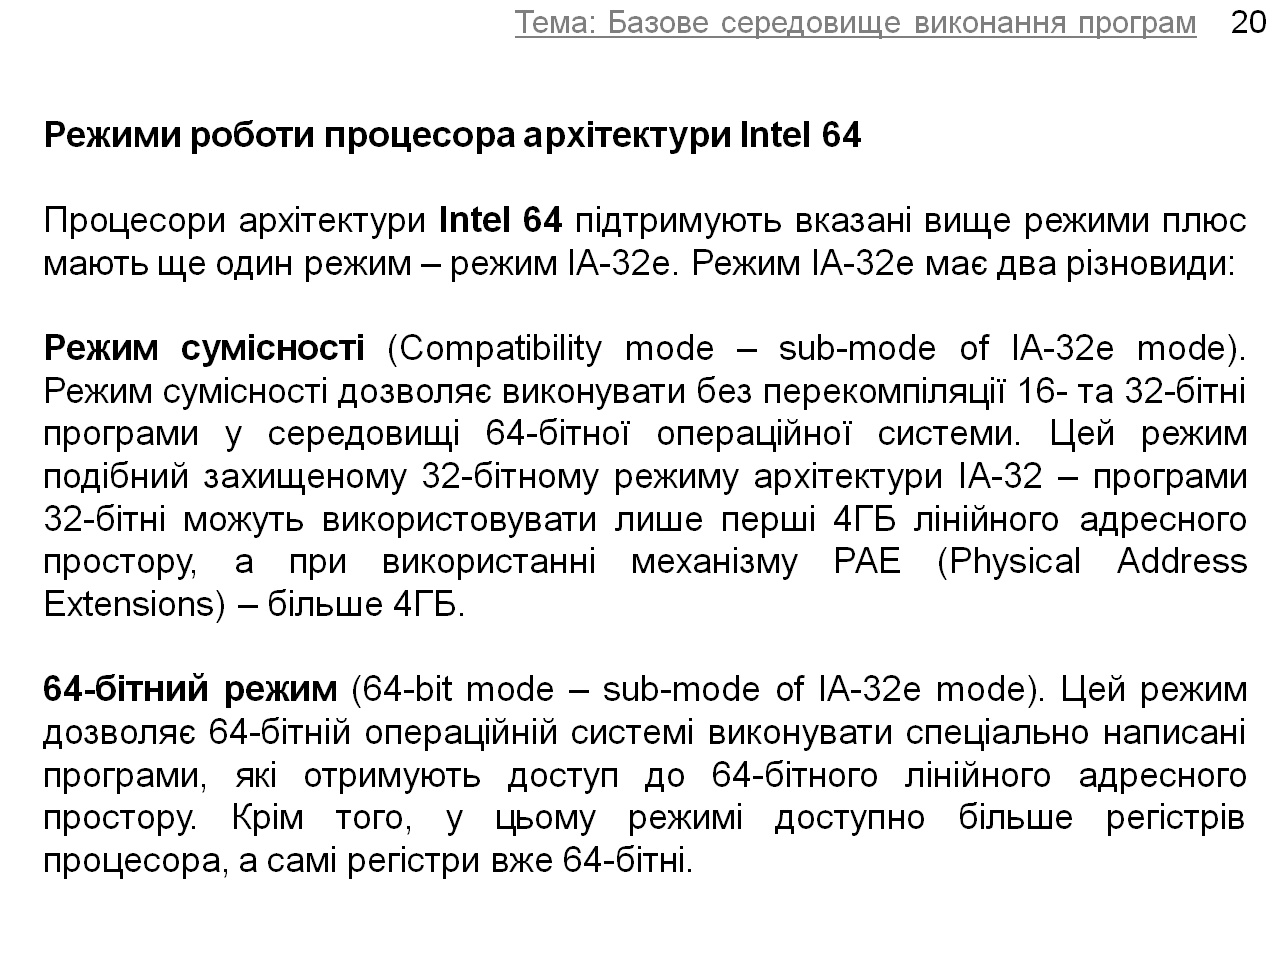 Тема: Базове середовище виконання програм 20
Режими роботи процесора архітектури Intel 64
Процесори архітектури Intel 64 підтримують вказані вище режими плюс
мають ще один режим – режим IA-32e. Режим IA-32e має два різновиди:
Режим сумісності (Compatibility mode – sub-mode of IA-32e mode).
Режим сумісності дозволяє виконувати без перекомпіляції 16- та 32-бітні
програми у середовищі 64-бітної операційної системи. Цей режим
подібний захищеному 32-бітному режиму архітектури IA-32 – програми
32-бітні можуть використовувати лише перші 4ГБ лінійного адресного
простору, а при використанні механізму PAE (Physical Address
Extensions) – більше 4ГБ.
64-бітний режим (64-bit mode – sub-mode of IA-32e mode). Цей режим
дозволяє 64-бітній операційній системі виконувати спеціально написані
програми, які отримують доступ до 64-бітного лінійного адресного
простору. Крім того, у цьому режимі доступно більше регістрів
процесора, а самі регістри вже 64-бітні.